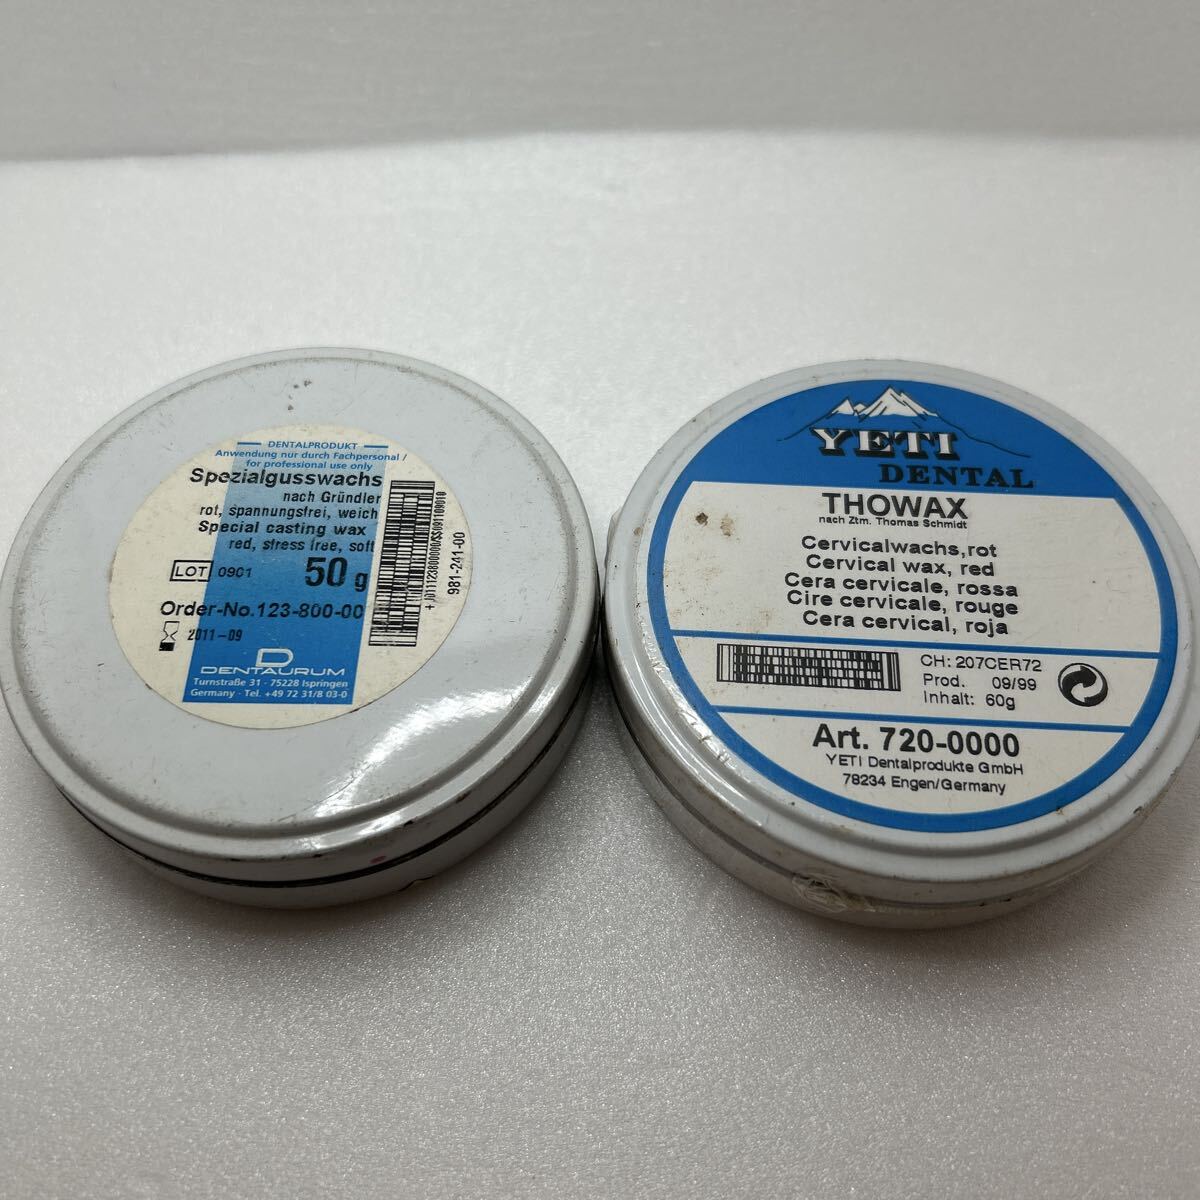 DENTALPRODUKT
Anwendung nur durch Fachpersonal /
for professional use only
Spezialgusswachs
nach Gründler
rot, spannungsfrei, weich
Special casting wax
red, stress free, soft
LOT 0901
50 g
Order-No.123-800-00
2011-09
981-241-00
D
DENTAURUM
Turnstraße 31 · 75228 Ispringen
Germany · Tel. +49 72 31/8 03-0
YETI
DENTAL
THOWAX
nach Ztm. Thomas Schmidt
Cervicalwachs,rot
Cervical wax, red
Cera cervicale, rossa
Cire cervicale, rouge
Cera cervical, roja
CH: 207CER72
Prod. 09/99
Inhalt: 60g
Art. 720-0000
YETI Dentalprodukte GmbH
78234 Engen/Germany